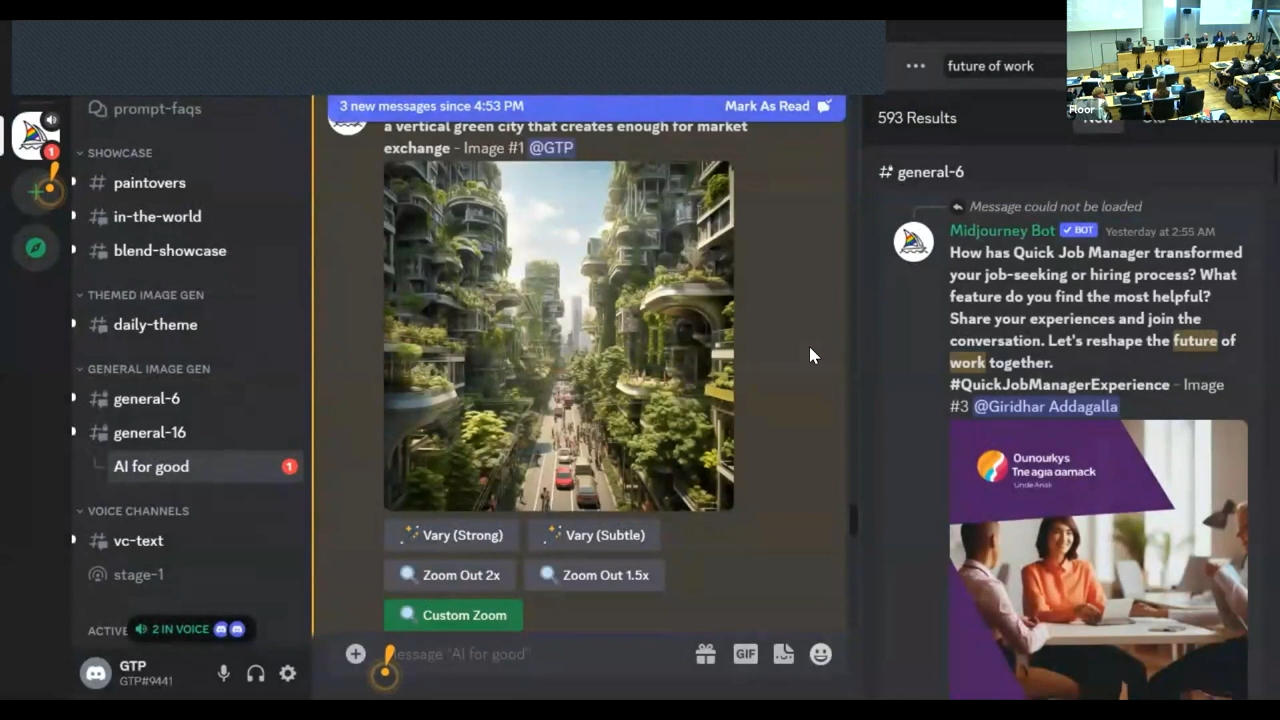 prompt-faqs
SHOWCASE
# paintovers
in-the-world
blend-showcase
THEMED IMAGE GEN
daily-theme
GENERAL IMAGE GEN
general-6
general-16
AI for good 1
VOICE CHANNELS
vc-text
stage-1
ACTIVE
2 IN VOICE
GTP
GTP#9441
1
3 new messages since 4:53 PM Mark As Read
a vertical green city that creates enough for market
exchange - Image #1 @GTP
Vary (Strong) Vary (Subtle)
Zoom Out 2x Zoom Out 1.5x
Custom Zoom
Message "AI for good"
GIF
future of work
Floor
593 Results New Old Relevant
general-6
Message could not be loaded
Midjourney Bot ✓ BOT Yesterday at 2:55 AM
How has Quick Job Manager transformed
your job-seeking or hiring process? What
feature do you find the most helpful?
Share your experiences and join the
conversation. Let's reshape the future of
work together.
#QuickJobManagerExperience - Image
#3 @Giridhar Addagalla
Ounourkys